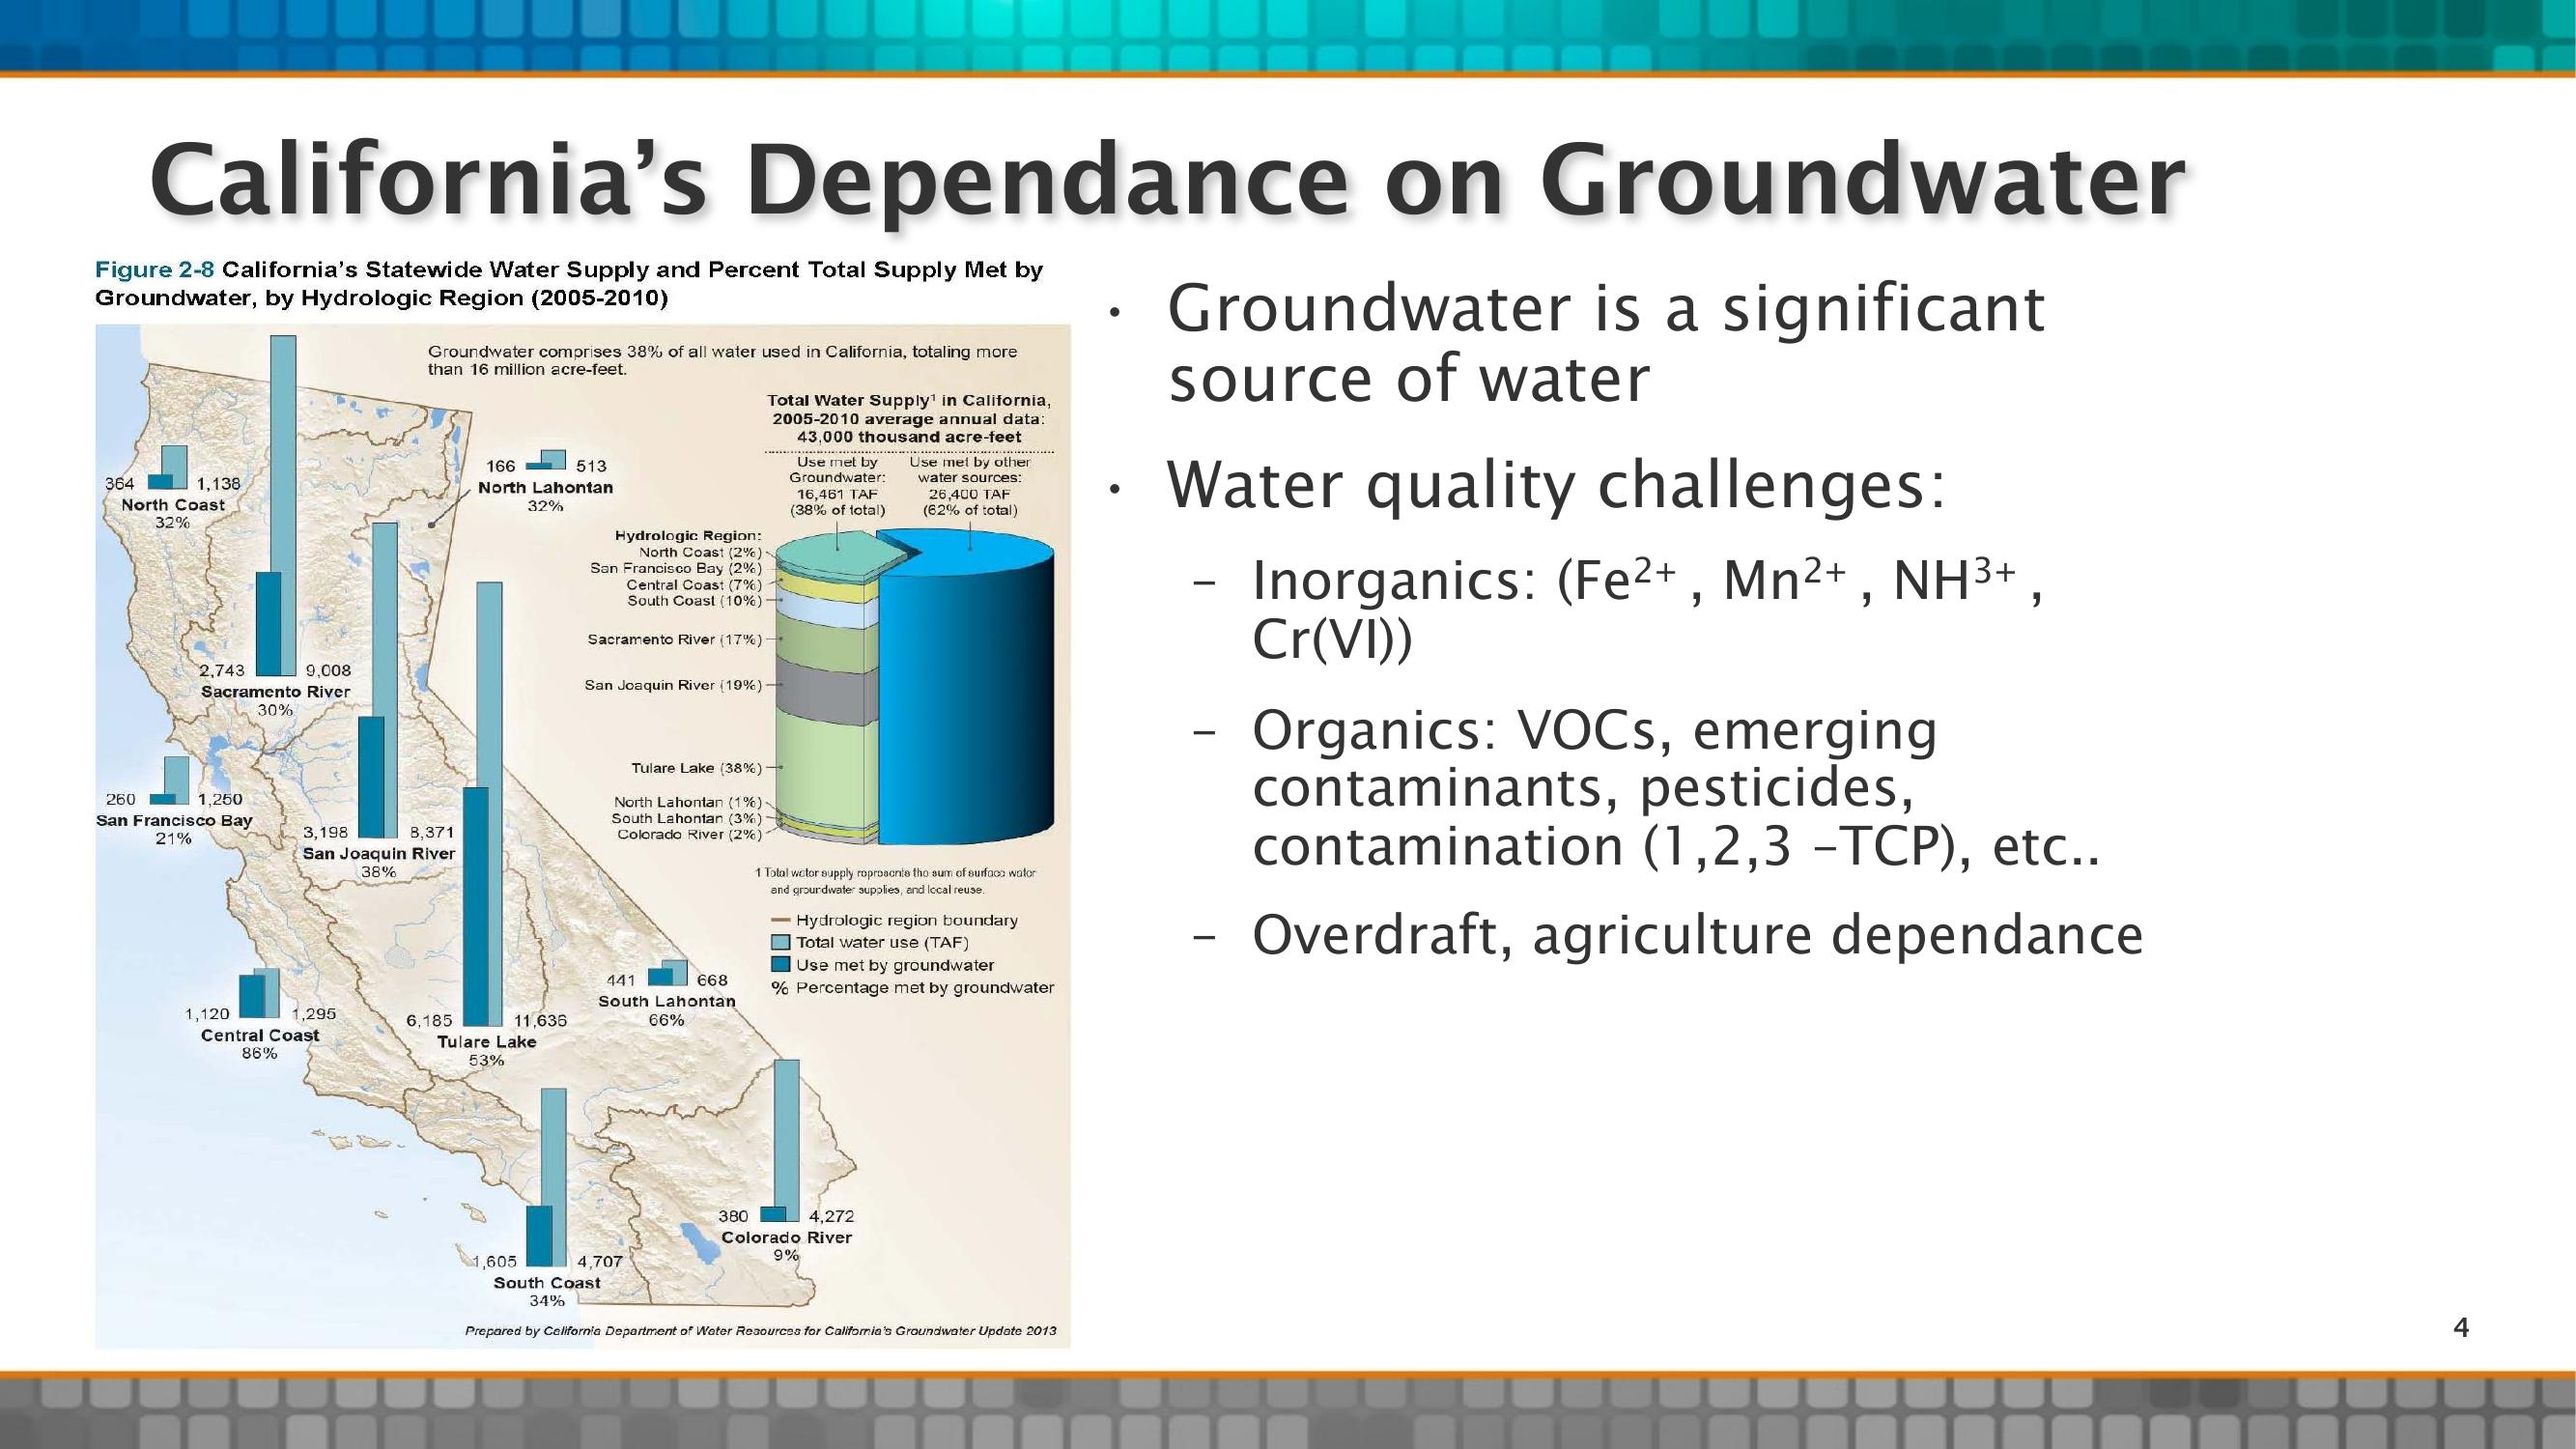 California’s Dependance on Groundwater
Figure 2-8 California’s Statewide Water Supply and Percent Total Supply Met by
Groundwater, by Hydrologic Region (2005-2010)
Groundwater comprises 38% of all water used in California, totaling more
than 16 million acre-feet.
Total Water Supply¹ in California,
2005-2010 average annual data:
43,000 thousand acre-feet
Use met by
Groundwater:
16,461 TAF
(38% of total)
Use met by other
water sources:
26,400 TAF
(62% of total)
Hydrologic Region:
North Coast (2%)
San Francisco Bay (2%)
Central Coast (7%)
South Coast (10%)
Sacramento River (17%)
San Joaquin River (19%)
Tulare Lake (38%)
North Lahontan (1%)
South Lahontan (3%)
Colorado River (2%)
364 1,138
North Coast
32%
166 513
North Lahontan
32%
2,743 9,008
Sacramento River
30%
260 1,250
San Francisco Bay
21%
3,198 8,371
San Joaquin River
38%
1,120 1,295
Central Coast
86%
6,185 11,636
Tulare Lake
53%
441 668
South Lahontan
66%
1,605 4,707
South Coast
34%
380 4,272
Colorado River
9%
1 Total water supply represents the sum of surface water
and groundwater supplies, and local reuse.
Hydrologic region boundary
Total water use (TAF)
Use met by groundwater
% Percentage met by groundwater
Prepared by California Department of Water Resources for California’s Groundwater Update 2013
• Groundwater is a significant
source of water
• Water quality challenges:
– Inorganics: (Fe²⁺ , Mn²⁺ , NH³⁺ ,
Cr(VI))
– Organics: VOCs, emerging
contaminants, pesticides,
contamination (1,2,3 –TCP), etc..
– Overdraft, agriculture dependance
4